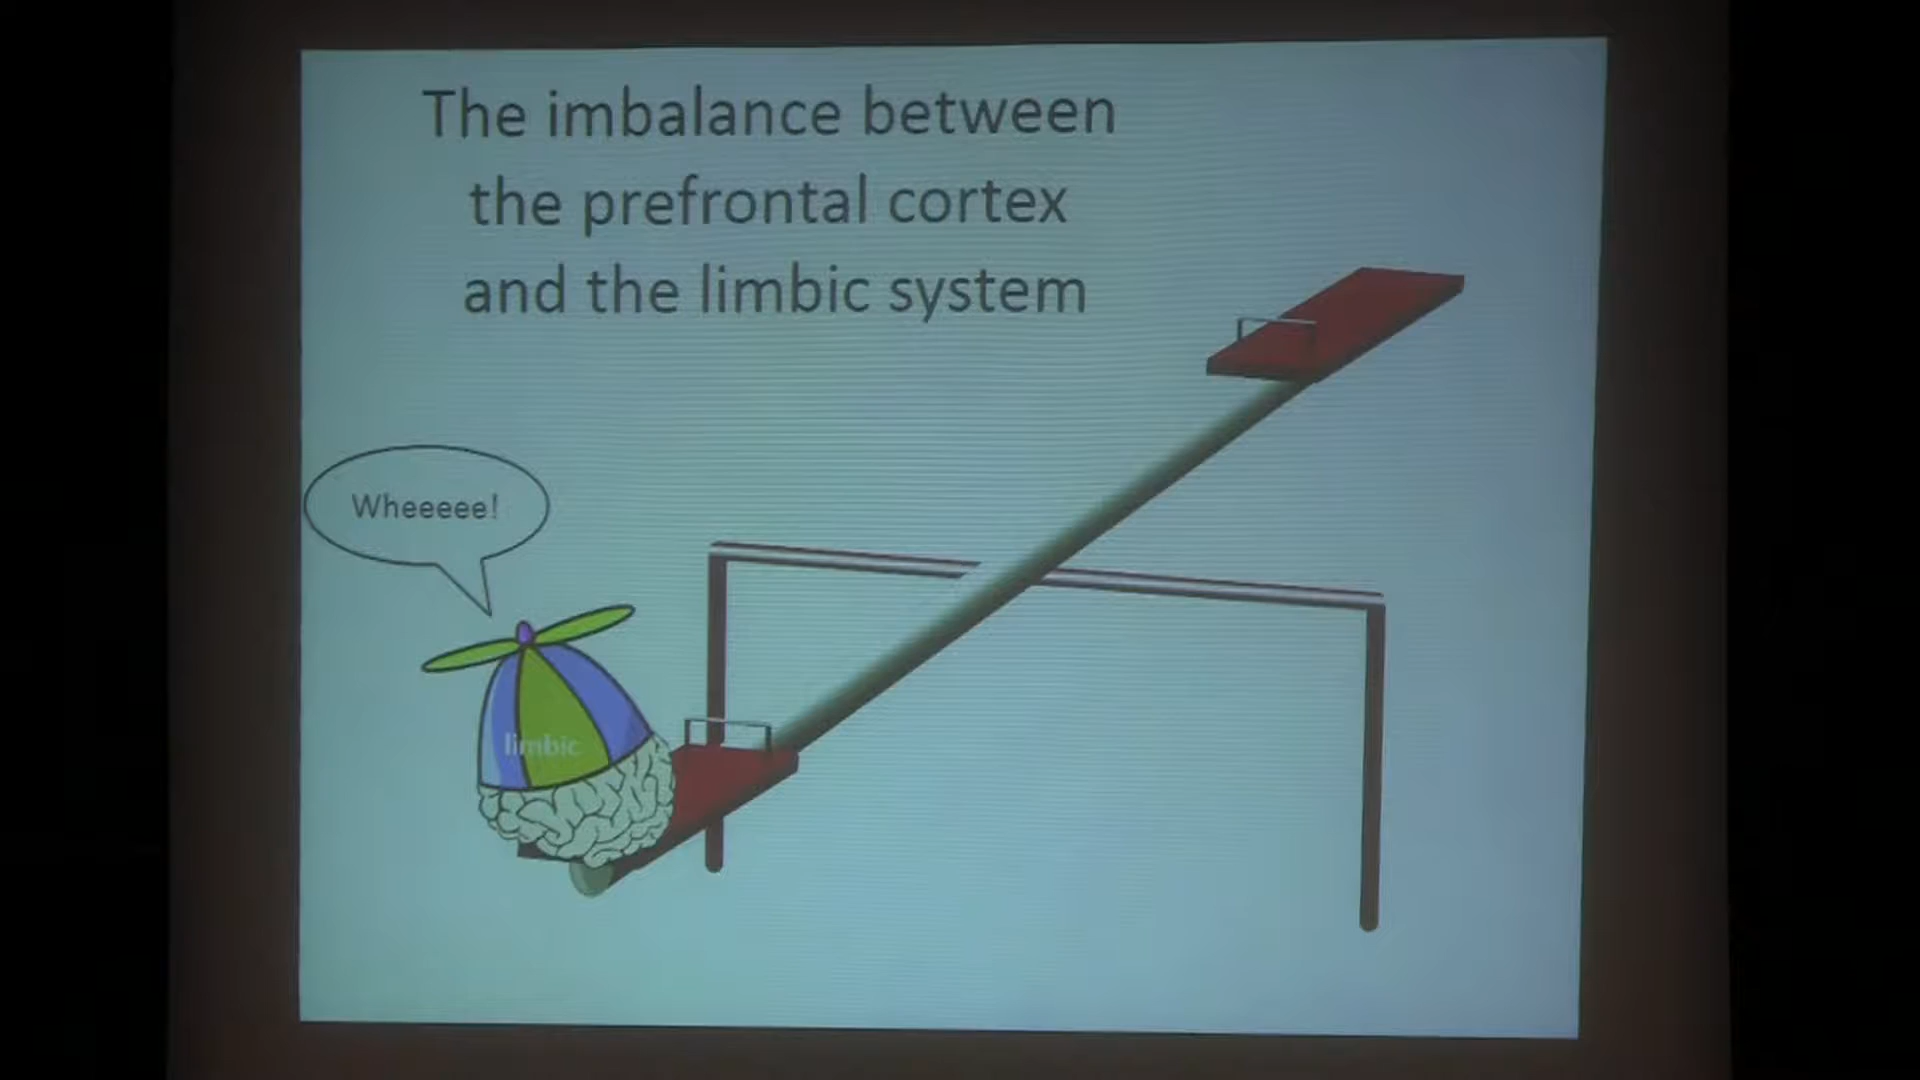 The imbalance between
the prefrontal cortex
and the limbic system
Wheeeee!
limbic